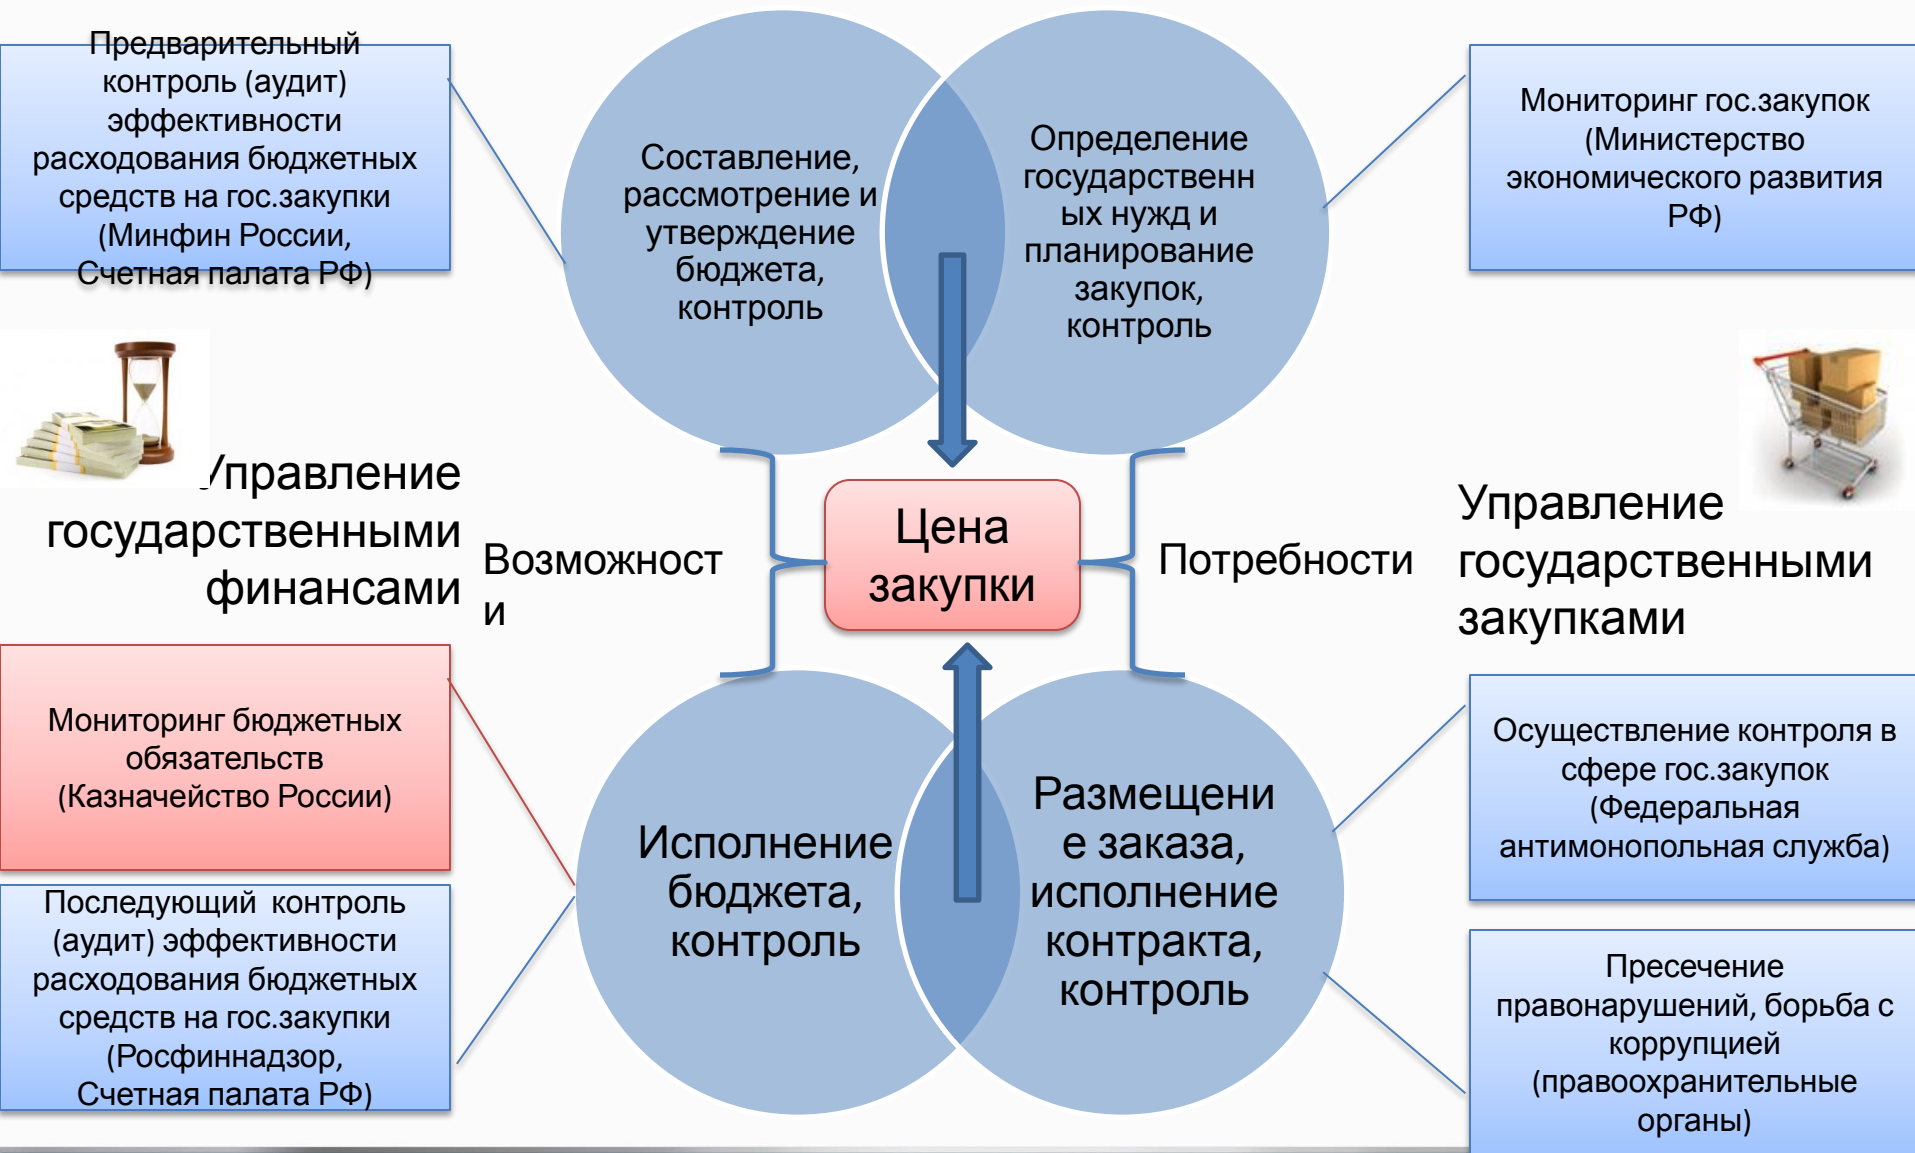 Предварительный
контроль (аудит)
эффективности
расходования бюджетных
средств на гос.закупки
(Минфин России,
Счетная палата РФ)
Составление,
рассмотрение и
утверждение
бюджета,
контроль
Определение
государственн
ых нужд и
планирование
закупок,
контроль
Мониторинг гос.закупок
(Министерство
экономического развития
РФ)
Управление
государственными
финансами
Возможност
и
Цена
закупки
Потребности
Управление
государственными
закупками
Мониторинг бюджетных
обязательств
(Казначейство России)
Последующий контроль
(аудит) эффективности
расходования бюджетных
средств на гос.закупки
(Росфиннадзор,
Счетная палата РФ)
Исполнение
бюджета,
контроль
Размещени
е заказа,
исполнение
контракта,
контроль
Осуществление контроля в
сфере гос.закупок
(Федеральная
антимонопольная служба)
Пресечение
правонарушений, борьба с
коррупцией
(правоохранительные
органы)